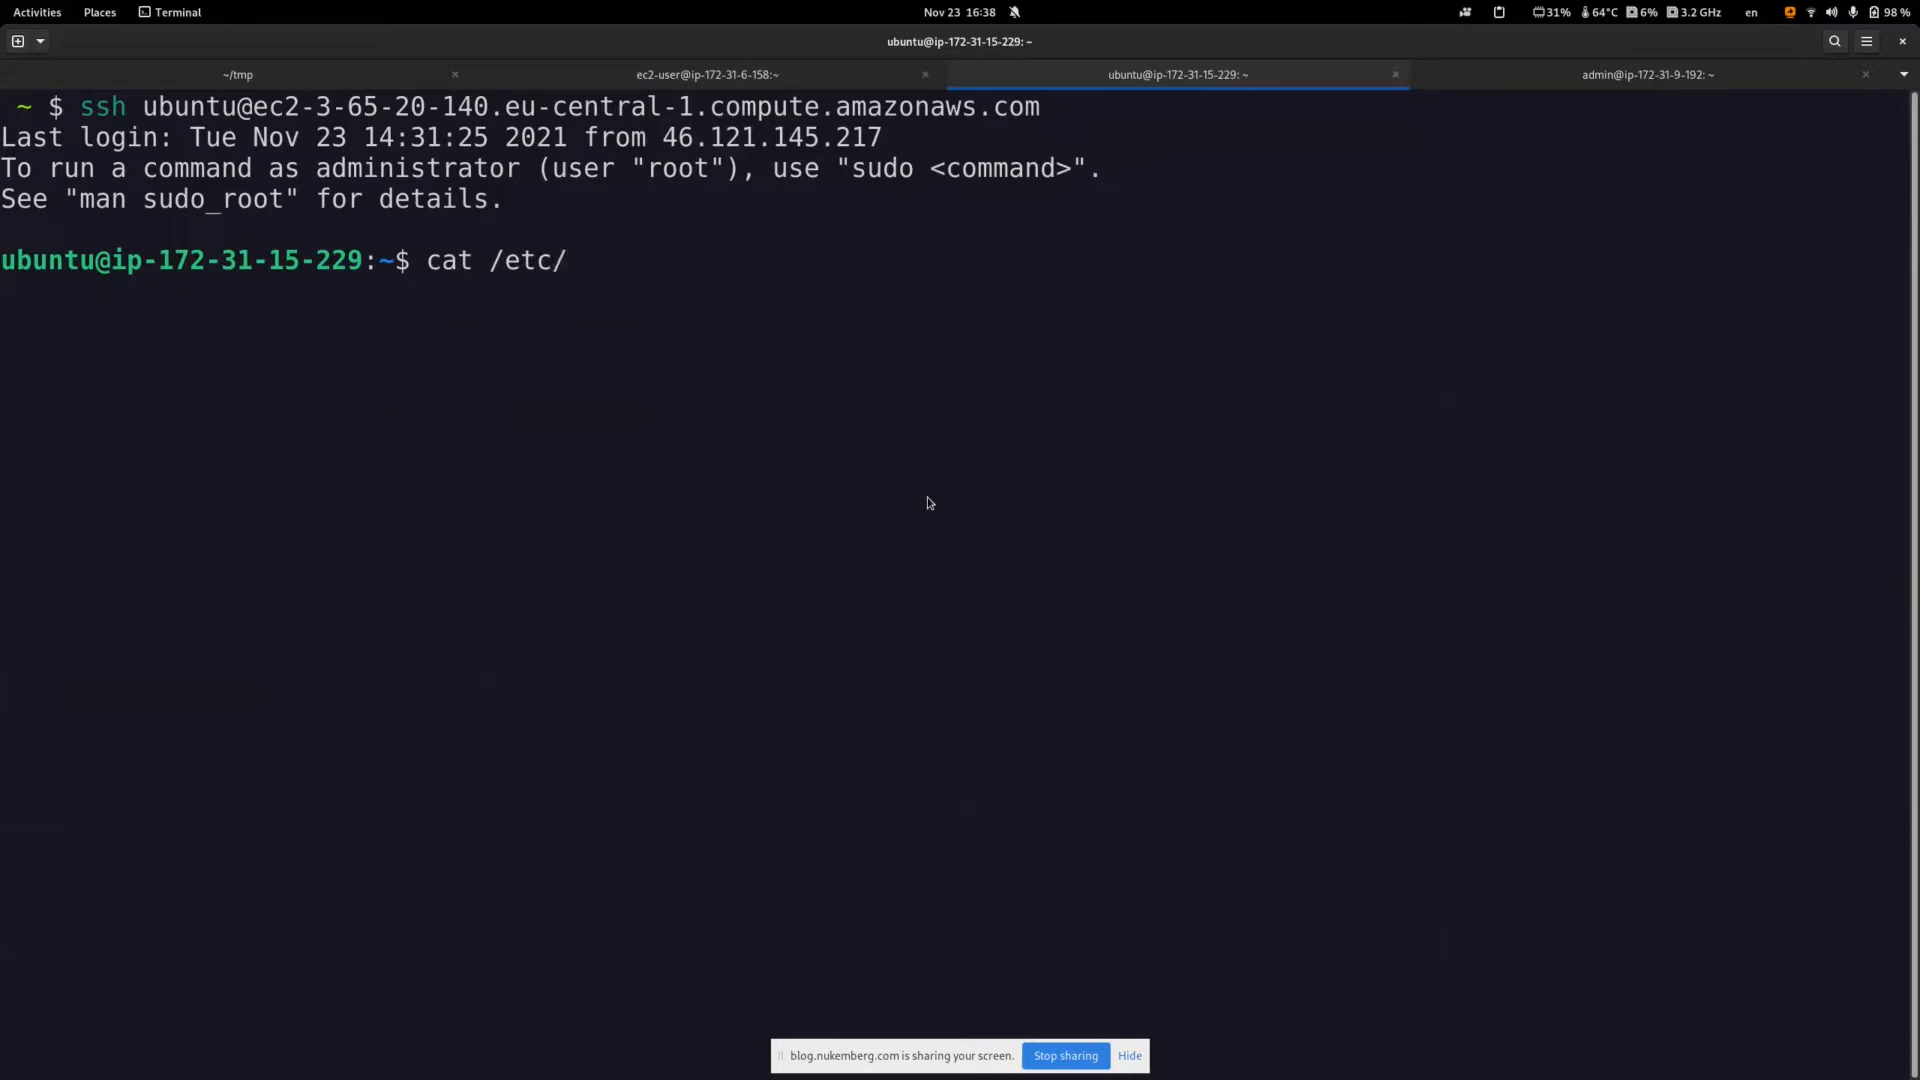 Activities Places Terminal Nov 23 16:38 31% 64°C 6% 3.2 GHz en 98 %
ubuntu@ip-172-31-15-229: ~
~/tmp ec2-user@ip-172-31-6-158:~ ubuntu@ip-172-31-15-229: ~ admin@ip-172-31-9-192: ~
~ $ ssh ubuntu@ec2-3-65-20-140.eu-central-1.compute.amazonaws.com
Last login: Tue Nov 23 14:31:25 2021 from 46.121.145.217
To run a command as administrator (user "root"), use "sudo <command>".
See "man sudo_root" for details.
ubuntu@ip-172-31-15-229:~$ cat /etc/
blog.nukemberg.com is sharing your screen. Stop sharing Hide